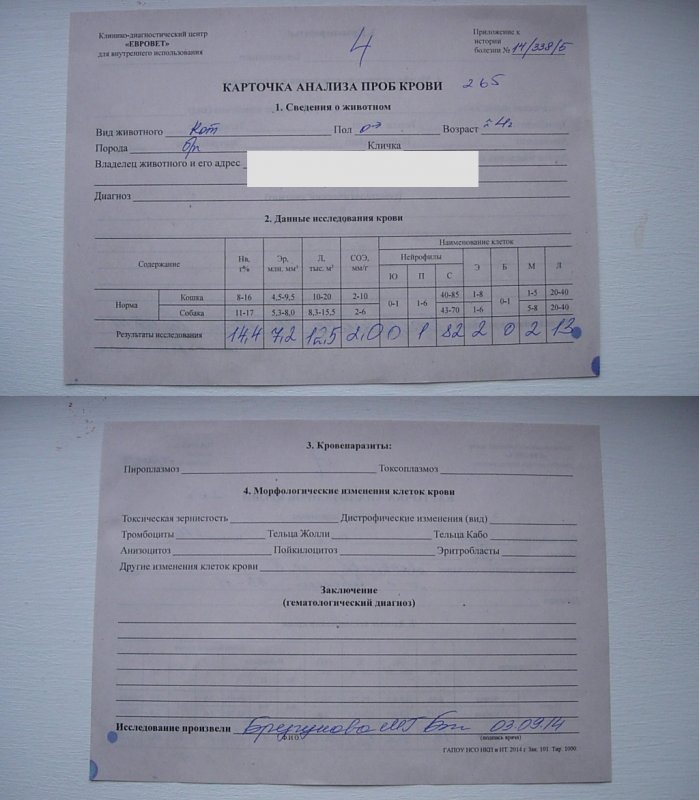 Клинико-диагностический центр
«ЕВРОВЕТ»
для внутреннего использования
4
Приложение к
истории
болезни № 14/338/5
КАРТОЧКА АНАЛИЗА ПРОБ КРОВИ 265
1. Сведения о животном
Вид животного Кот Пол Возраст ~ 4г
Порода б/п Кличка
Владелец животного и его адрес
Диагноз
2. Данные исследования крови
Содержание Нв, г% Эр, млн. мм³ Л, тыс. м³ СОЭ, мм/г Наименование клеток
Нейрофилы Э Б М Л
Ю П С
Норма Кошка 8-16 4,5-9,5 10-20 2-10 0-1 1-6 40-85 1-8 0-1 1-5 20-40
Собака 11-17 5,3-8,0 8,3-15,5 2-6 43-70 1-6 5-8 20-40
Результаты исследования 14,4 7,2 12,5 2,0 0 1 82 2 0 2 13
3. Кровепаразиты:
Пироплазмоз Токсоплазмоз
4. Морфологические изменения клеток крови
Токсическая зернистость Дистрофические изменения (вид)
Тромбоциты Тельца Жолли Тельца Кабо
Анизоцитоз Пойкилоцитоз Эритробласты
Другие изменения клеток крови
Заключение
(гематологический диагноз)
Исследование произвели 03.09.14
(Ф.И.О.) (подпись врача)
ГАПОУ НСО НКП и ИТ, 2014 г. Зак. 101 Тир. 1000